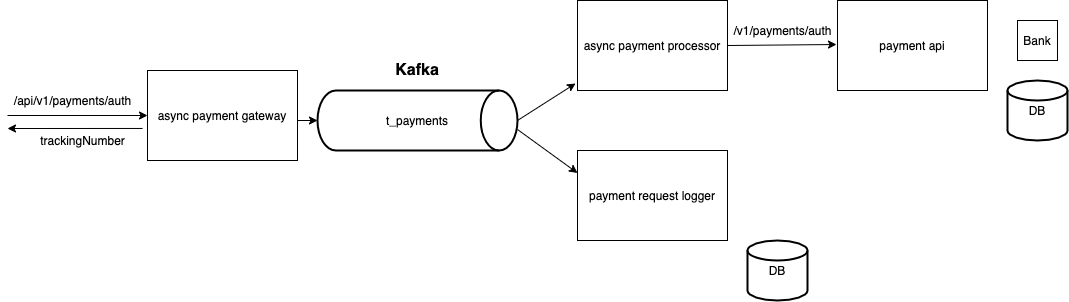 /api/v1/payments/auth
trackingNumber
async payment gateway
Kafka
t_payments
async payment processor
/v1/payments/auth
payment api
Bank
DB
payment request logger
DB